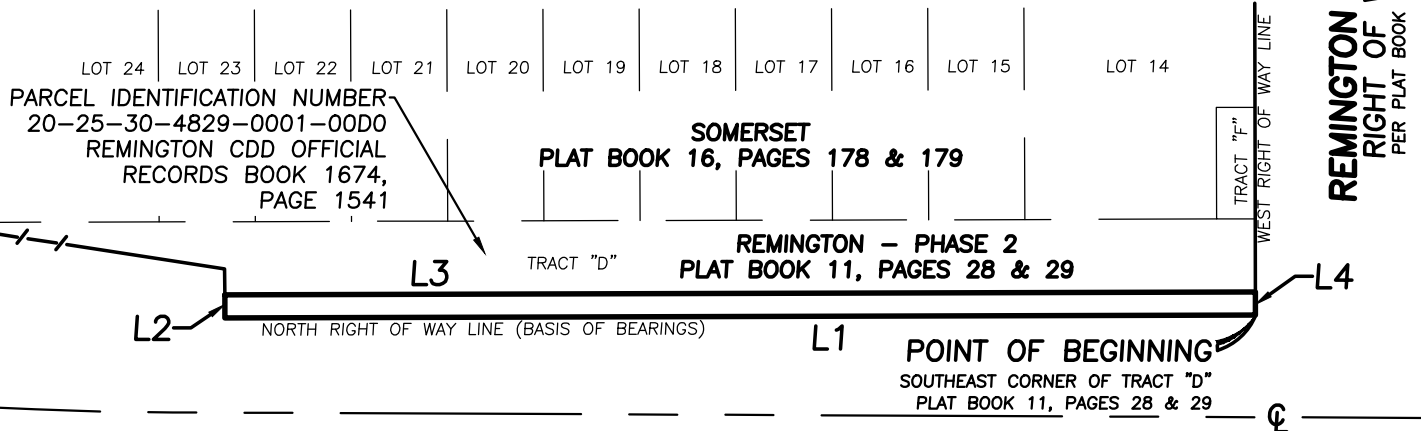 LOT 24
LOT 23
LOT 22
LOT 21
LOT 20
LOT 19
LOT 18
LOT 17
LOT 16
LOT 15
LOT 14
PARCEL IDENTIFICATION NUMBER
20-25-30-4829-0001-00D0
REMINGTON CDD OFFICIAL
RECORDS BOOK 1674,
PAGE 1541
SOMERSET
PLAT BOOK 16, PAGES 178 & 179
TRACT "F"
WEST RIGHT OF WAY LINE
REMINGTON
RIGHT OF
PER PLAT BOOK
REMINGTON - PHASE 2
PLAT BOOK 11, PAGES 28 & 29
TRACT "D"
L3
L4
L2
NORTH RIGHT OF WAY LINE (BASIS OF BEARINGS)
L1
POINT OF BEGINNING
SOUTHEAST CORNER OF TRACT "D"
PLAT BOOK 11, PAGES 28 & 29
℄